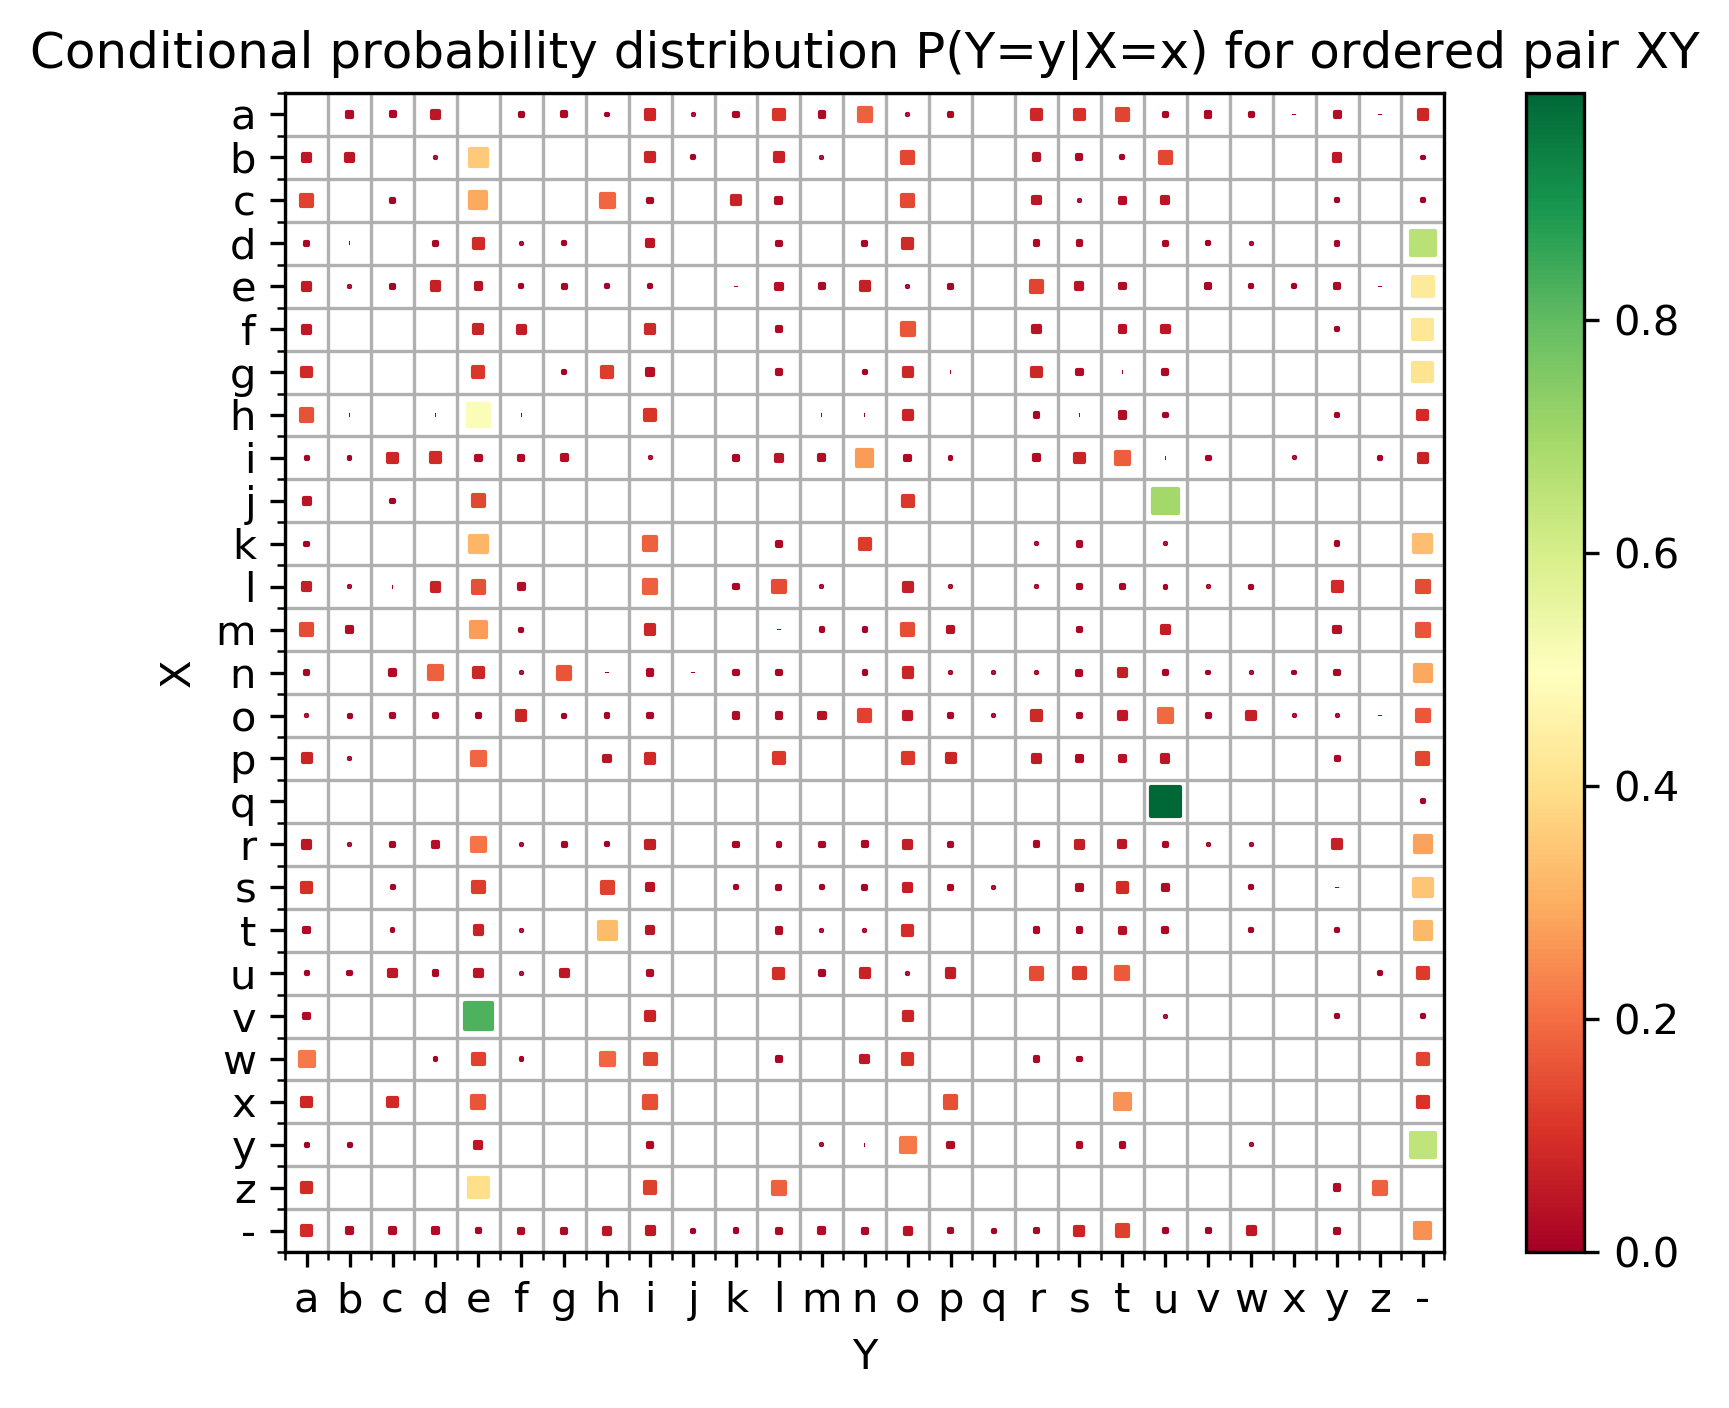 Conditional probability distribution P(Y=y|X=x) for ordered pair XY
a
b
c
d
e
f
g
h
i
j
k
l
m
n
o
p
q
r
s
t
u
v
w
x
y
z
-
X
a b c d e f g h i j k l m n o p q r s t u v w x y z -
Y
0.8
0.6
0.4
0.2
0.0